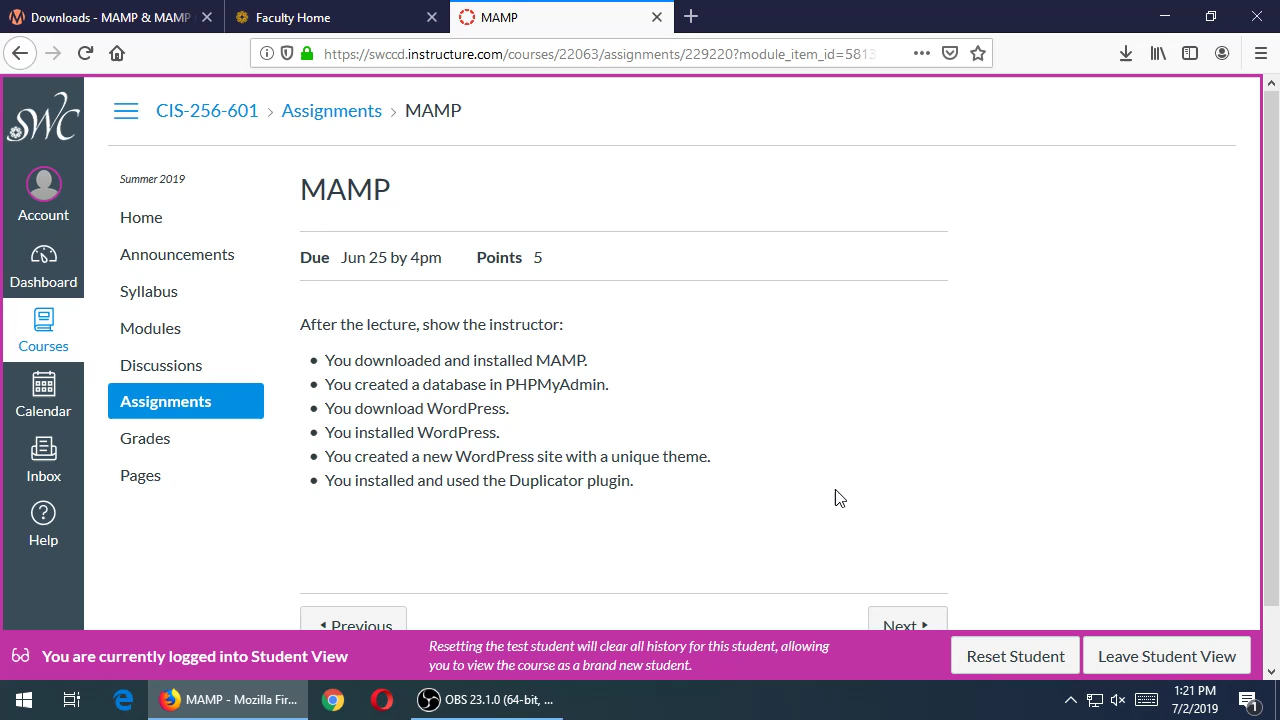 Downloads - MAMP & MAMP
Faculty Home
MAMP
https://swccd.instructure.com/courses/22063/assignments/229220?module_item_id=5813
SWC
CIS-256-601 › Assignments › MAMP
Account
Dashboard
Courses
Calendar
Inbox
Help
Summer 2019
Home
Announcements
Syllabus
Modules
Discussions
Assignments
Grades
Pages
MAMP
Due Jun 25 by 4pm Points 5
After the lecture, show the instructor:
• You downloaded and installed MAMP.
• You created a database in PHPMyAdmin.
• You download WordPress.
• You installed WordPress.
• You created a new WordPress site with a unique theme.
• You installed and used the Duplicator plugin.
Previous
Next
You are currently logged into Student View
Resetting the test student will clear all history for this student, allowing
you to view the course as a brand new student.
Reset Student
Leave Student View
MAMP - Mozilla Fir...
OBS 23.1.0 (64-bit, ...
1:21 PM
7/2/2019
1